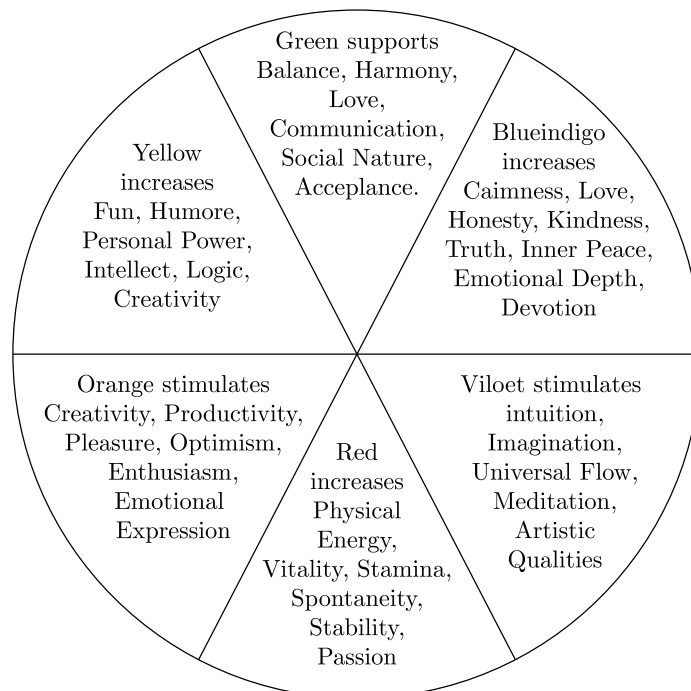 Green supports
Balance, Harmony,
Love,
Communication,
Social Nature,
Acceplance.
Blueindigo
increases
Caimness, Love,
Honesty, Kindness,
Truth, Inner Peace,
Emotional Depth,
Devotion
Yellow
increases
Fun, Humore,
Personal Power,
Intellect, Logic,
Creativity
Orange stimulates
Creativity, Productivity,
Pleasure, Optimism,
Enthusiasm,
Emotional
Expression
Red
increases
Physical
Energy,
Vitality, Stamina,
Spontaneity,
Stability,
Passion
Viloet stimulates
intuition,
Imagination,
Universal Flow,
Meditation,
Artistic
Qualities